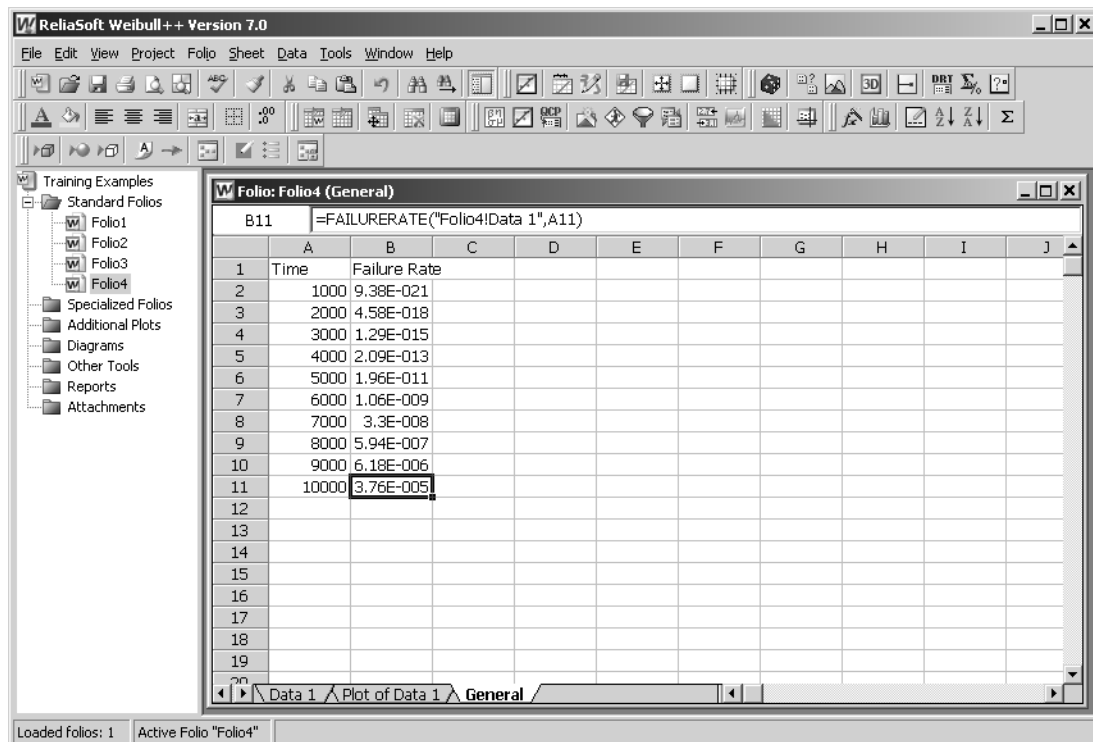 ReliaSoft Weibull++ Version 7.0
File Edit View Project Folio Sheet Data Tools Window Help
Training Examples
Standard Folios
Folio1
Folio2
Folio3
Folio4
Specialized Folios
Additional Plots
Diagrams
Other Tools
Reports
Attachments
Folio: Folio4 (General)
B11 =FAILURERATE("Folio4!Data 1",A11)
A B C D E F G H I J
1 Time Failure Rate
2 1000 9.38E-021
3 2000 4.58E-018
4 3000 1.29E-015
5 4000 2.09E-013
6 5000 1.96E-011
7 6000 1.06E-009
8 7000 3.3E-008
9 8000 5.94E-007
10 9000 6.18E-006
11 10000 3.76E-005
12
13
14
15
16
17
18
19
20
Data 1 Plot of Data 1 General
Loaded folios: 1 Active Folio "Folio4"